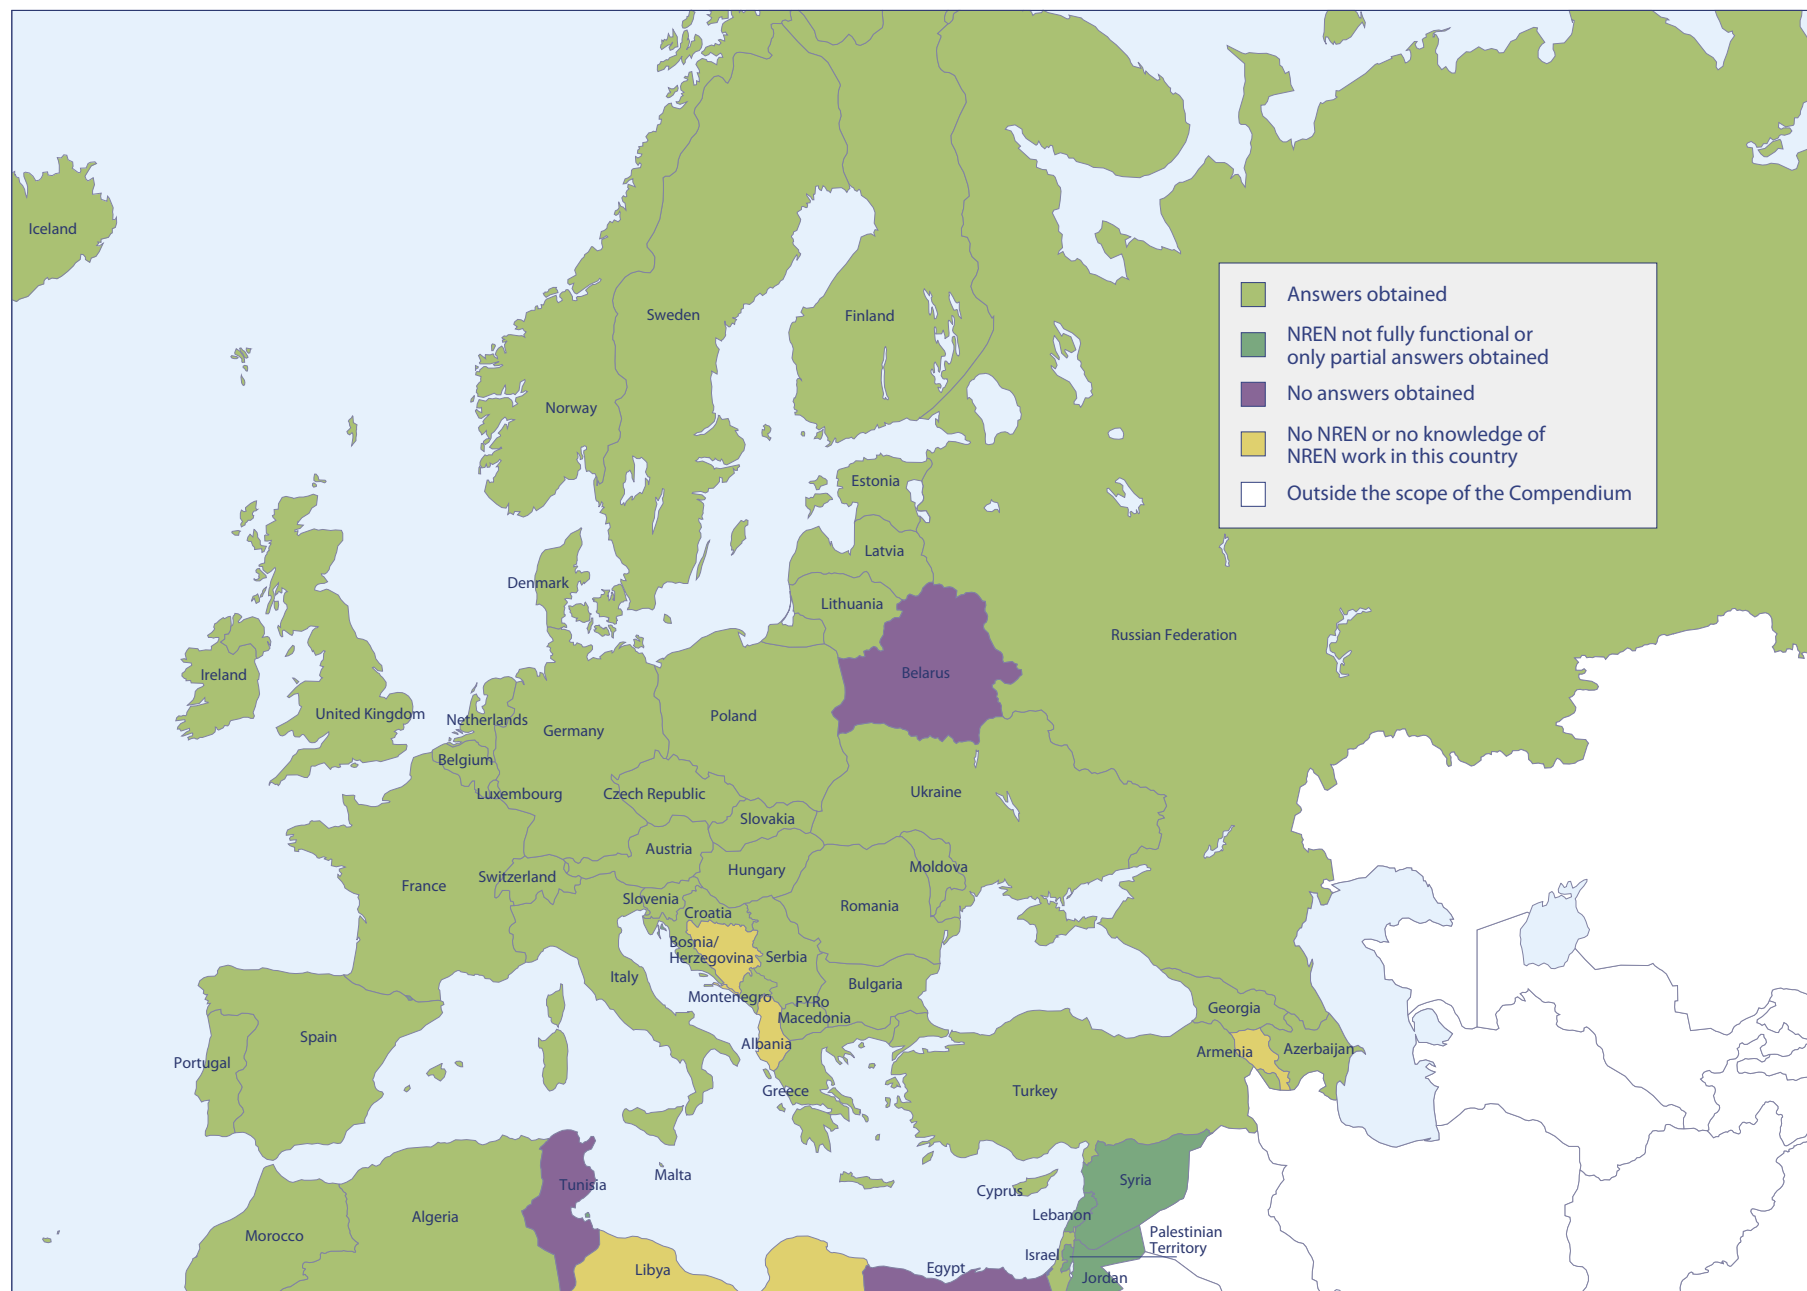 Iceland
Sweden
Finland
Norway
Answers obtained
NREN not fully functional or
only partial answers obtained
No answers obtained
No NREN or no knowledge of
NREN work in this country
Outside the scope of the Compendium
Estonia
Latvia
Denmark
Lithuania
Russian Federation
Ireland
Belarus
United Kingdom
Netherlands
Poland
Germany
Belgium
Luxembourg
Czech Republic
Ukraine
Slovakia
Austria
Hungary
Moldova
France
Switzerland
Slovenia
Croatia
Romania
Bosnia/
Herzegovina
Serbia
Italy
Bulgaria
Montenegro
FYRo
Macedonia
Georgia
Spain
Albania
Armenia
Azerbaijan
Portugal
Greece
Turkey
Malta
Tunisia
Cyprus
Syria
Lebanon
Algeria
Morocco
Palestinian
Territory
Israel
Libya
Egypt
Jordan